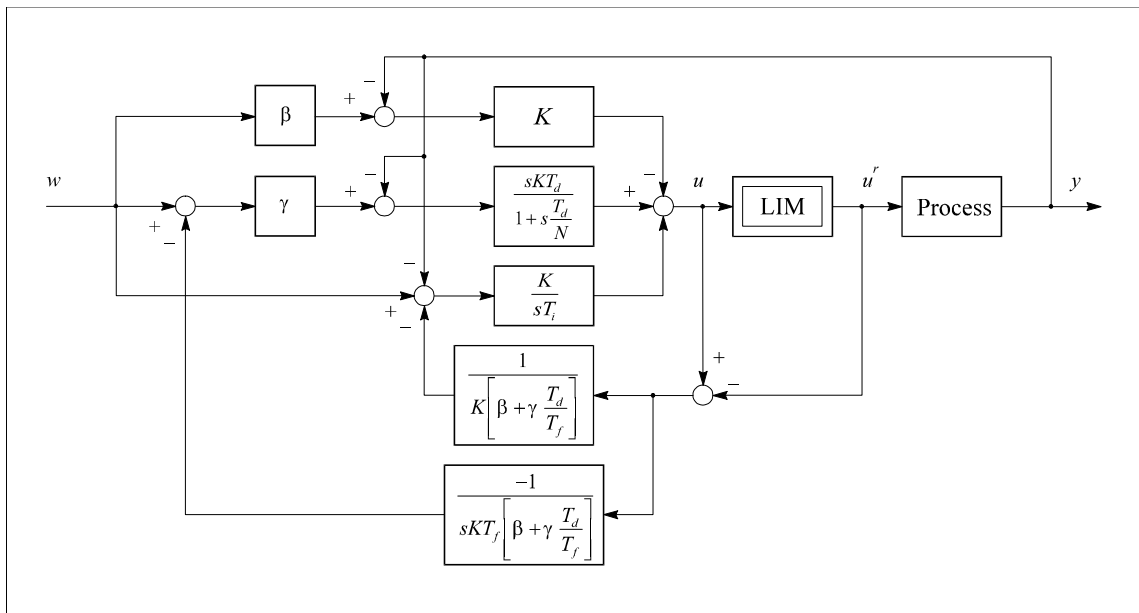 −
+ −
β
K
w
−
+ −
γ
sKT_d / (1 + s T_d/N)
−
+
u
LIM
u^r
Process
y
+
−
−
+
−
K / (sT_i)
1 / (K[β + γ T_d/T_f])
+
−
−1 / (sKT_f[β + γ T_d/T_f])